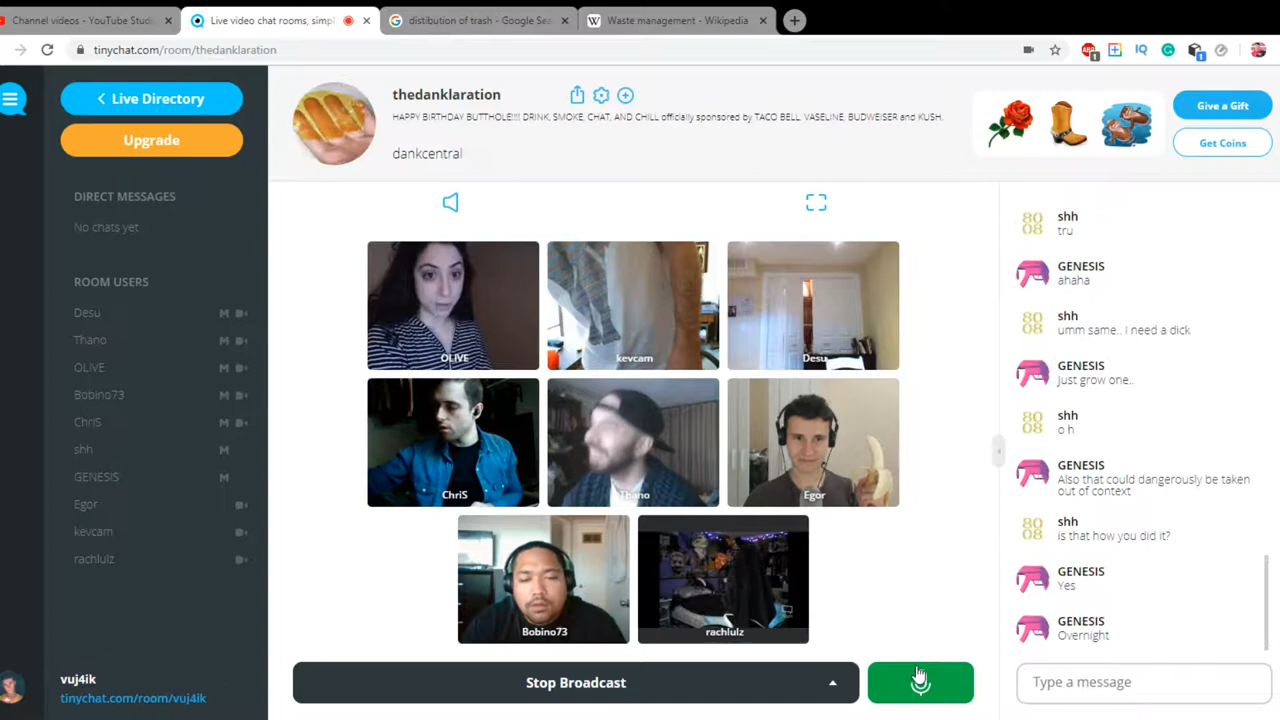 Channel videos - YouTube Studi
Live video chat rooms, simpl
distibution of trash - Google Sea
Waste management - Wikipedia
tinychat.com/room/thedanklaration
Live Directory
Upgrade
DIRECT MESSAGES
No chats yet
ROOM USERS
Desu
Thano
OLIVE
Bobino73
ChriS
shh
GENESIS
Egor
kevcam
rachlulz
vuj4ik
tinychat.com/room/vuj4ik
thedanklaration
HAPPY BIRTHDAY BUTTHOLE!!!! DRINK, SMOKE, CHAT, AND CHILL officially sponsored by TACO BELL, VASELINE, BUDWEISER and KUSH.
dankcentral
Give a Gift
Get Coins
OLIVE
kevcam
Desu
ChriS
Thano
Egor
Bobino73
rachlulz
Stop Broadcast
shh
tru
GENESIS
ahaha
shh
umm same.. I need a dick
GENESIS
Just grow one..
shh
o h
GENESIS
Also that could dangerously be taken
out of context
shh
is that how you did it?
GENESIS
Yes
GENESIS
Overnight
Type a message